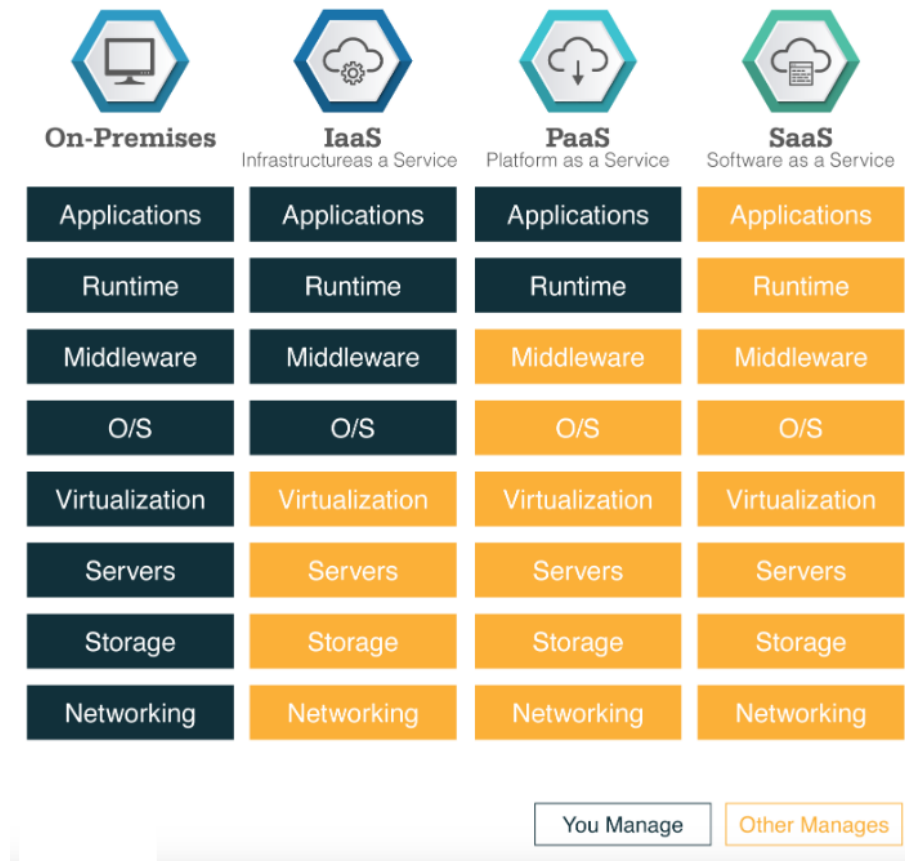 On-Premises
IaaS
Infrastructureas a Service
PaaS
Platform as a Service
SaaS
Software as a Service
Applications Applications Applications Applications
Runtime Runtime Runtime Runtime
Middleware Middleware Middleware Middleware
O/S O/S O/S O/S
Virtualization Virtualization Virtualization Virtualization
Servers Servers Servers Servers
Storage Storage Storage Storage
Networking Networking Networking Networking
You Manage Other Manages